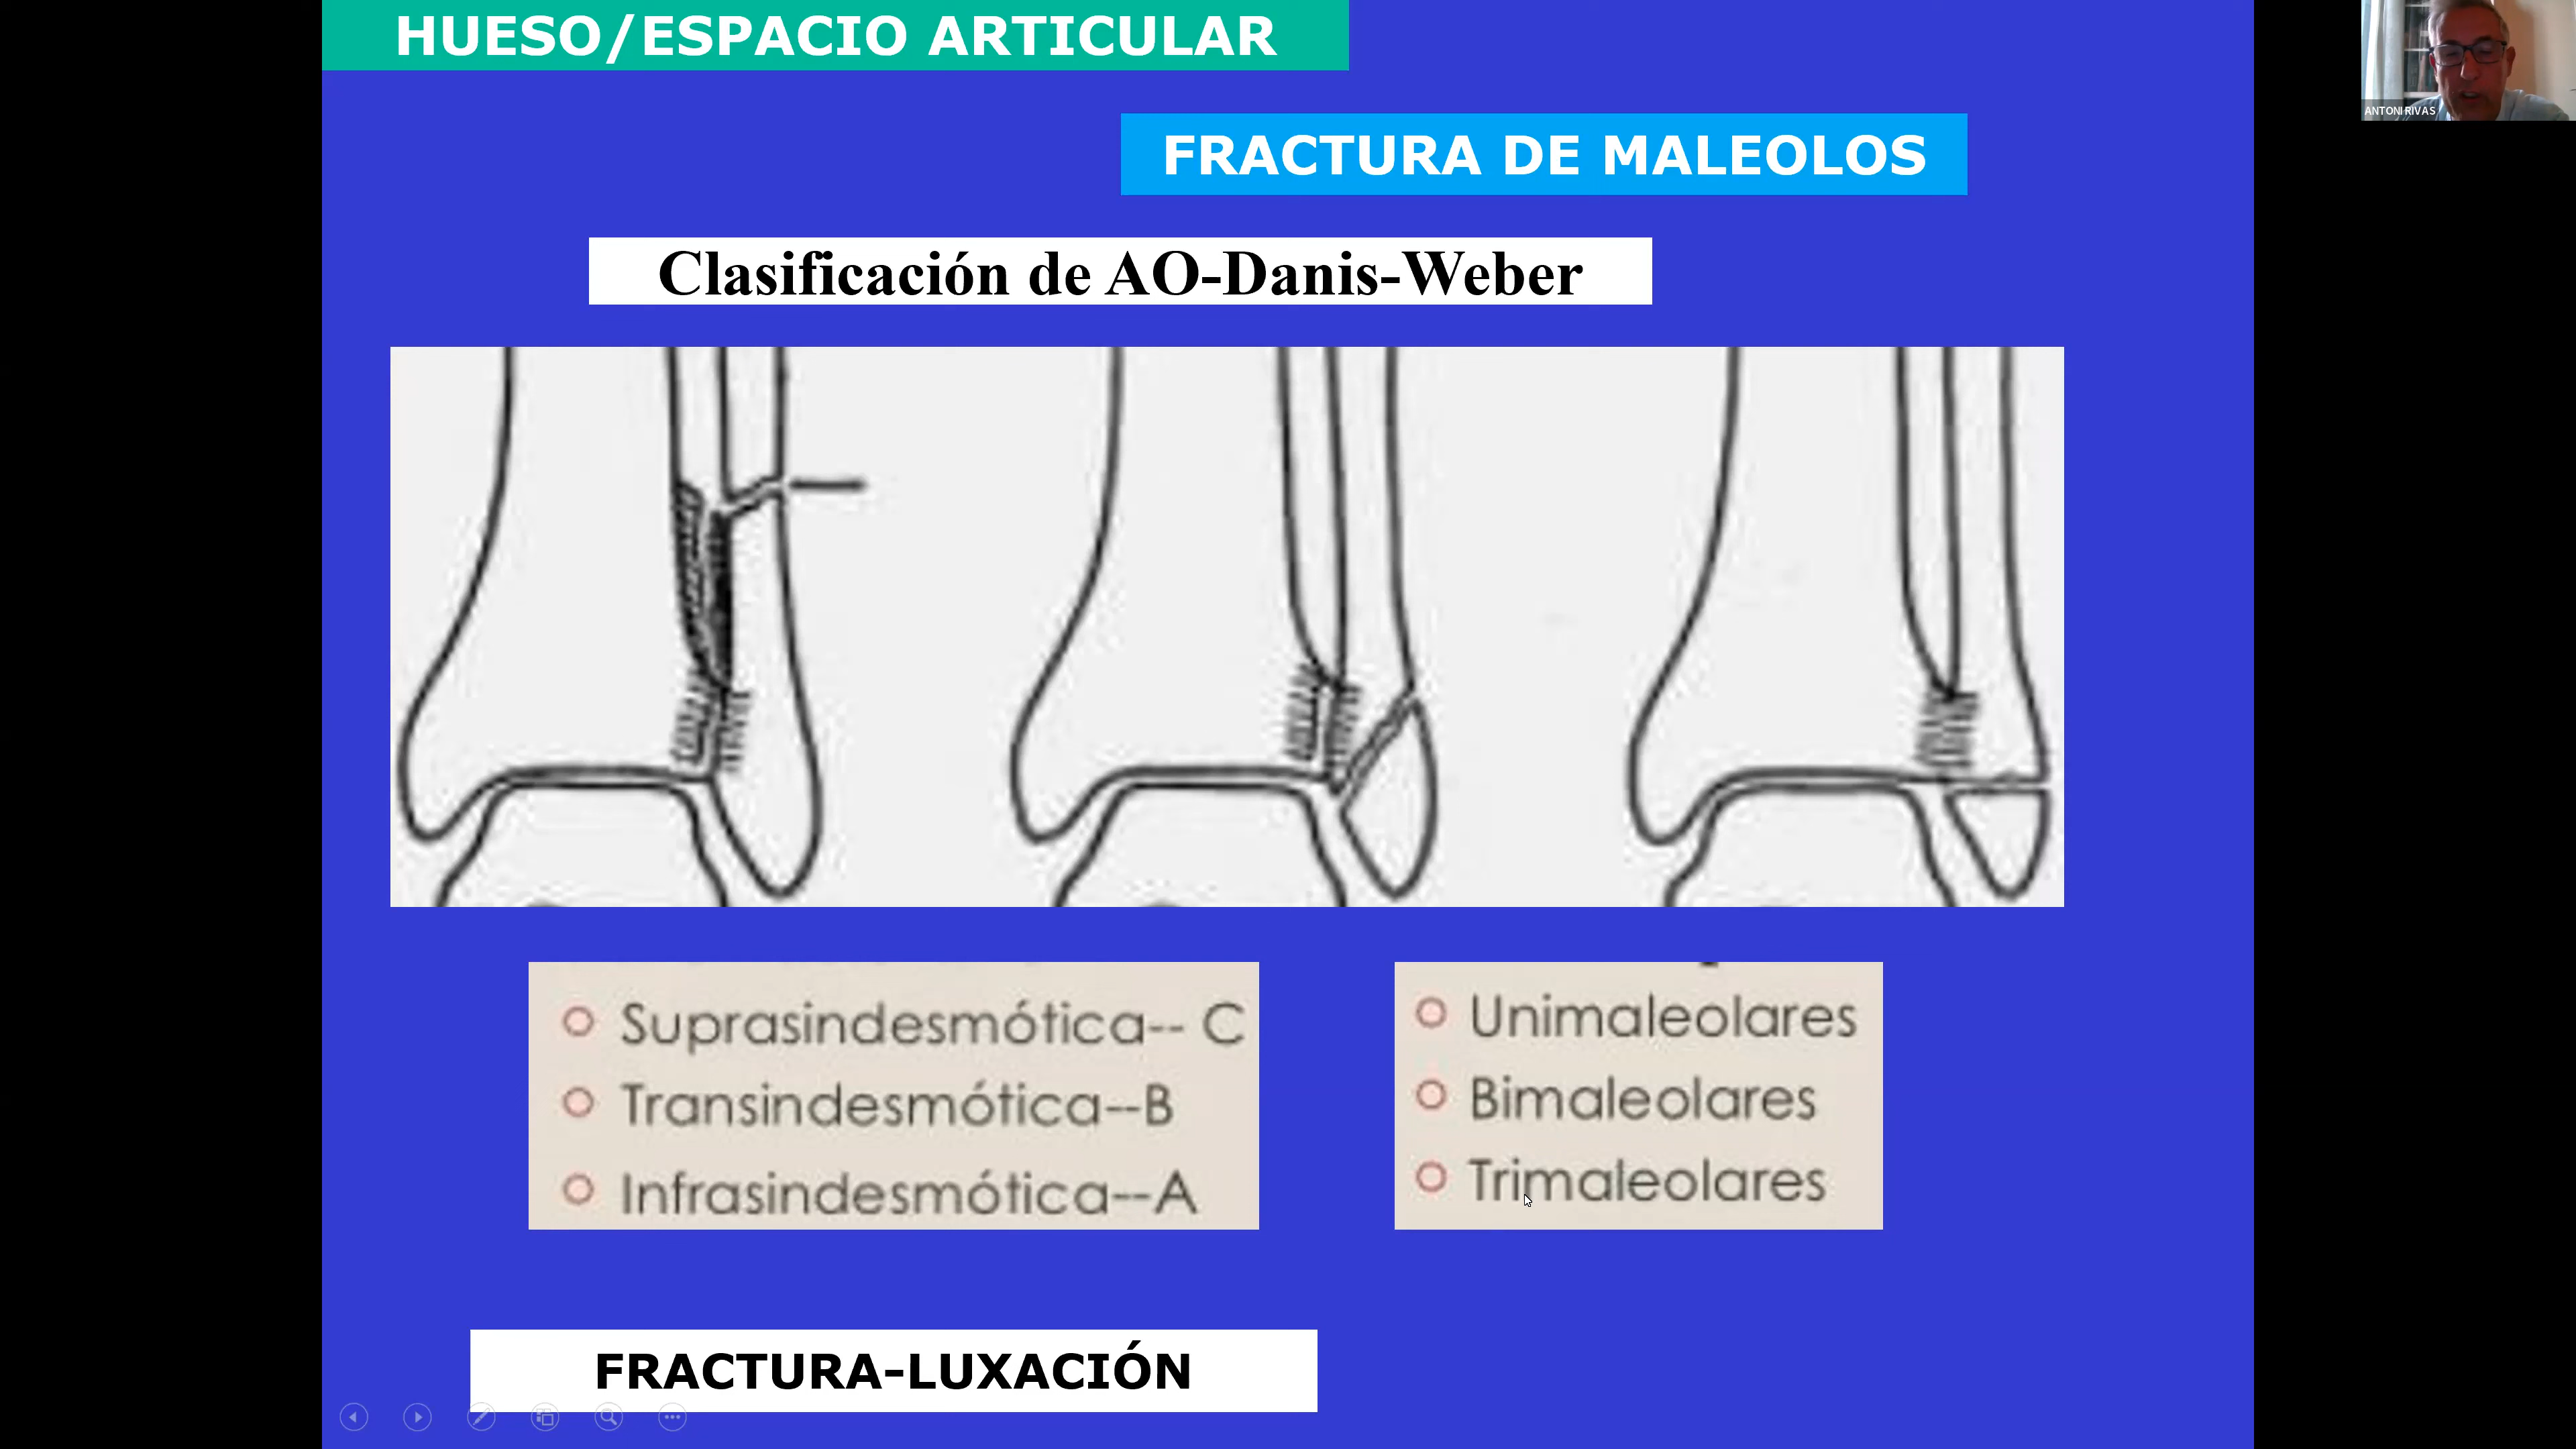 HUESO/ESPACIO ARTICULAR
ANTONI RIVAS
FRACTURA DE MALEOLOS
Clasificación de AO-Danis-Weber
Suprasindesmótica-- C
Transindesmótica--B
Infrasindesmótica--A
Unimaleolares
Bimaleolares
Trimaleolares
FRACTURA-LUXACIÓN